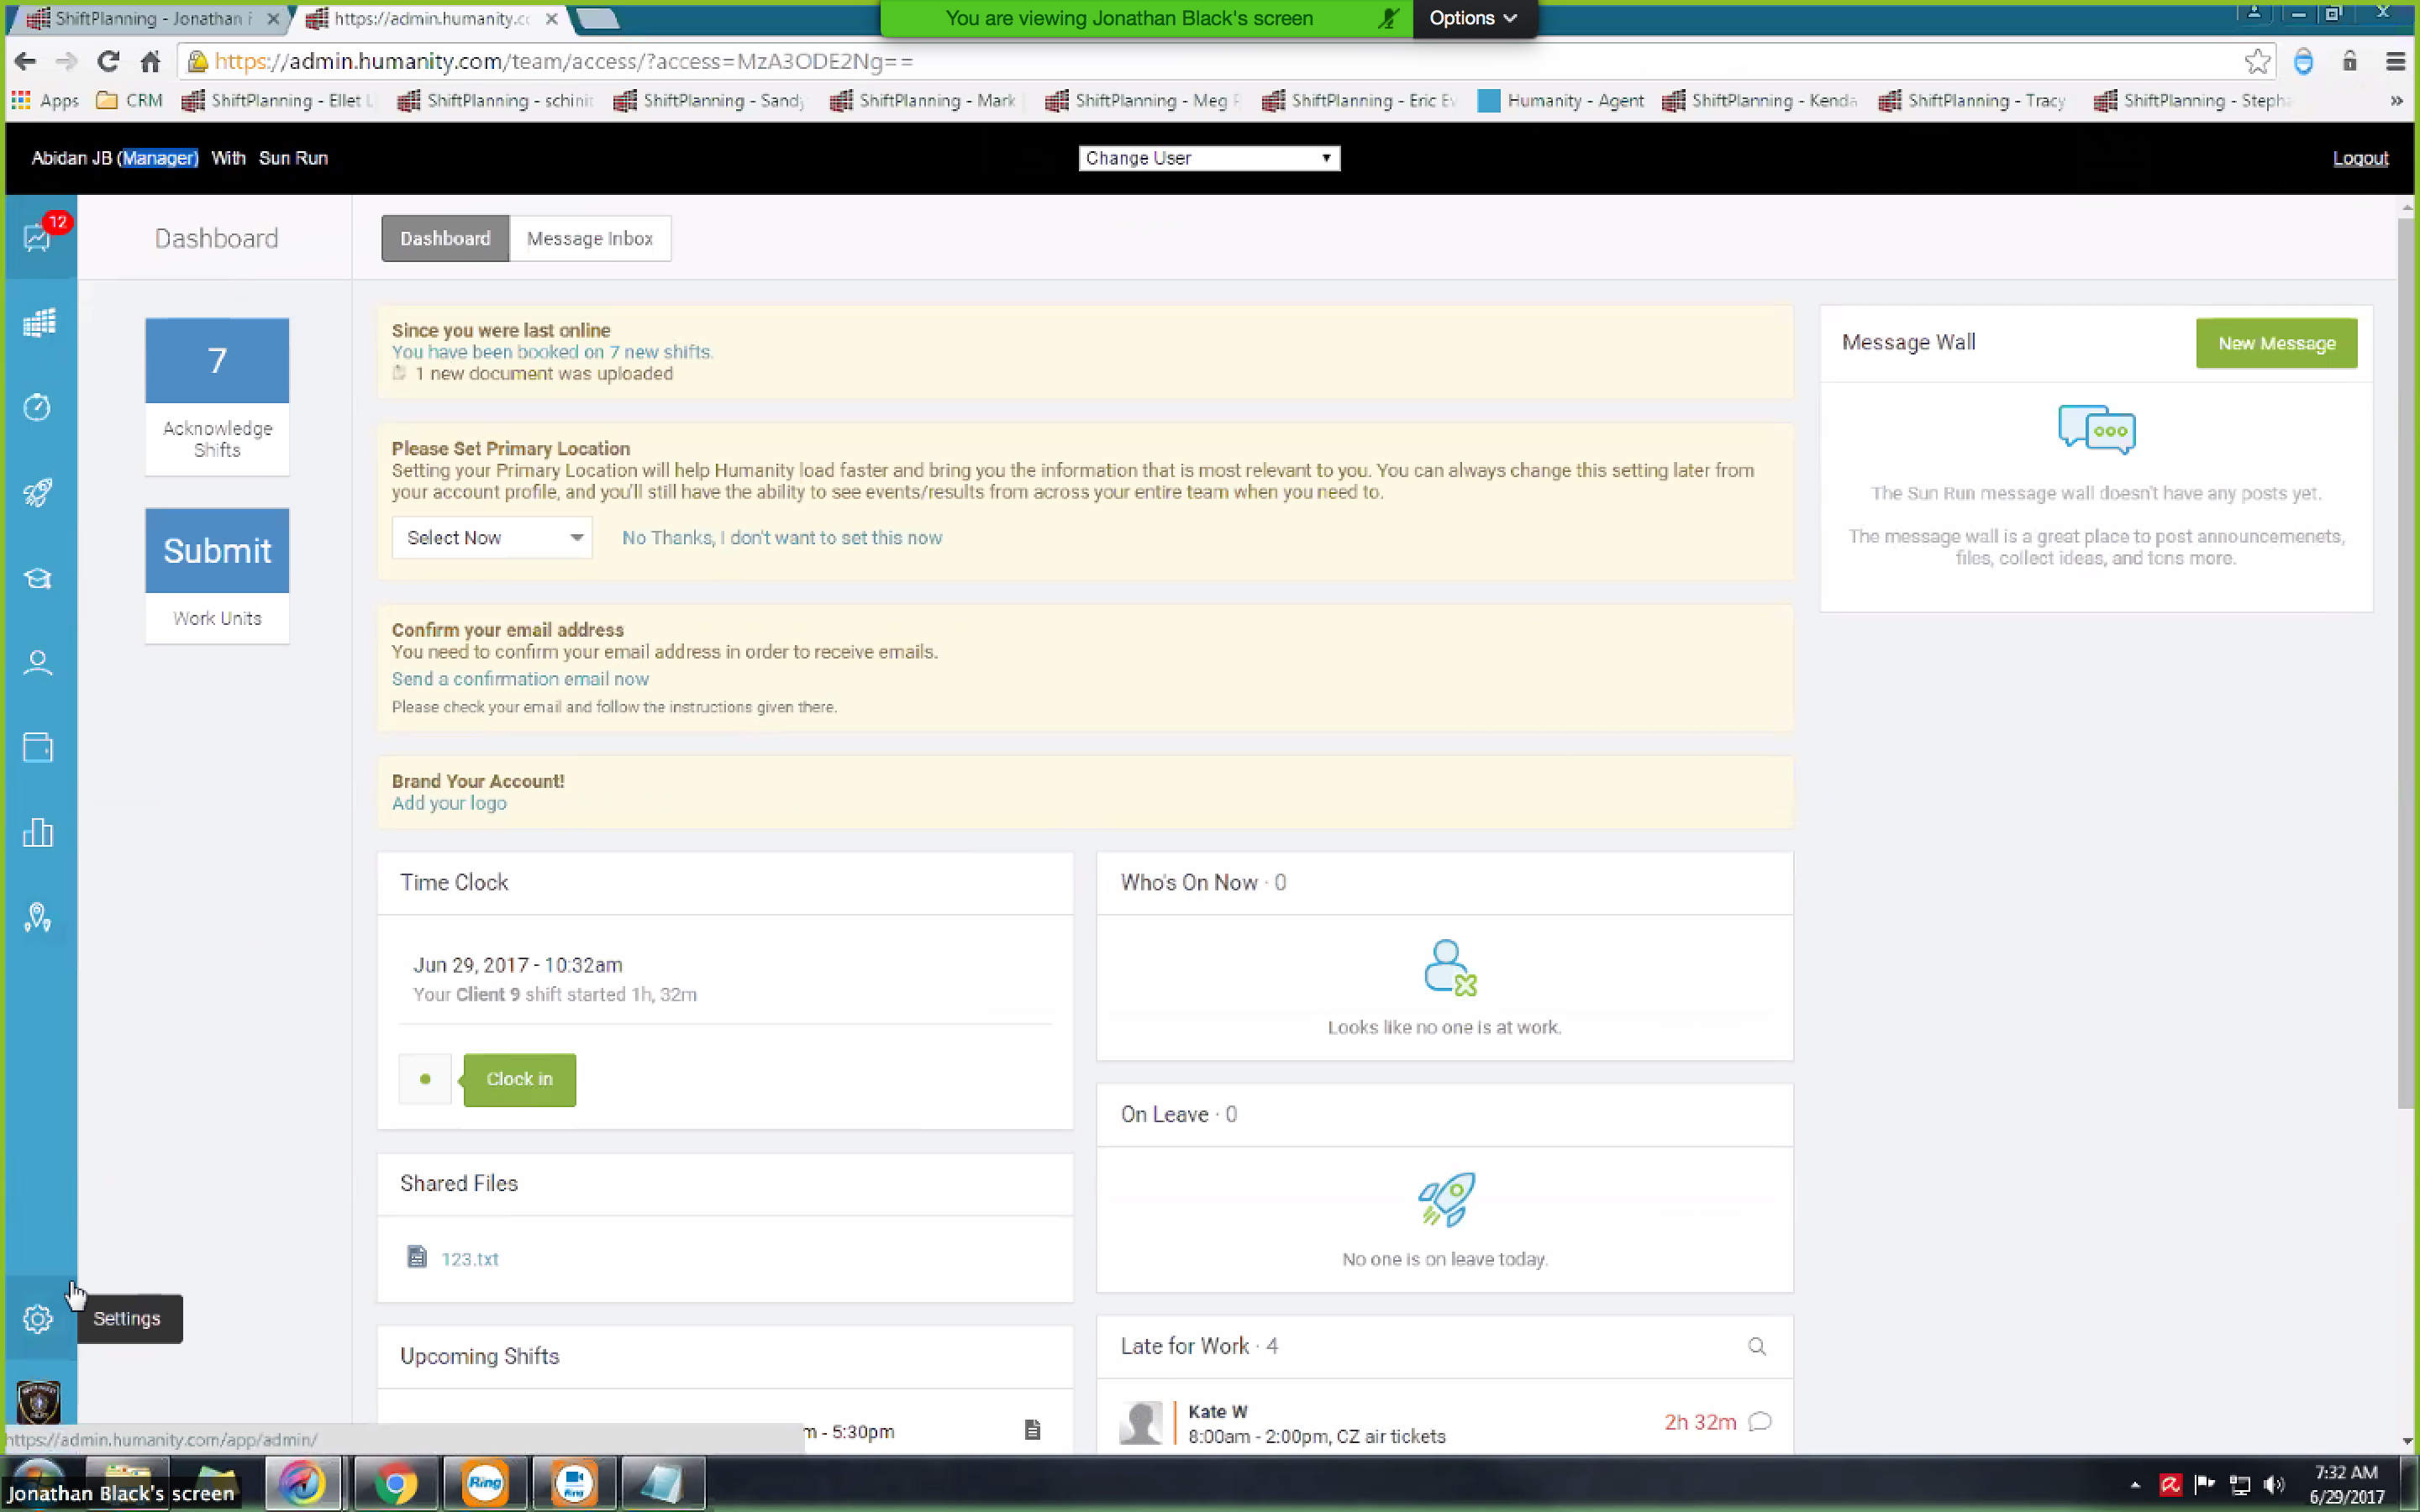 ShiftPlanning - Jonathan
https://admin.humanity.co
You are viewing Jonathan Black's screen
Options
https://admin.humanity.com/team/access/?access=MzA3ODE2Ng==
Apps
CRM
ShiftPlanning - Ellet L
ShiftPlanning - schinit
ShiftPlanning - Sandy
ShiftPlanning - Mark
ShiftPlanning - Meg
ShiftPlanning - Eric Ev
Humanity - Agent
ShiftPlanning - Kenda
ShiftPlanning - Tracy
ShiftPlanning - Stepha
»
Abidan JB (Manager) With Sun Run
Change User
Logout
12
Dashboard
Dashboard
Message Inbox
7
Acknowledge
Shifts
Submit
Work Units
Since you were last online
You have been booked on 7 new shifts.
1 new document was uploaded
Please Set Primary Location
Setting your Primary Location will help Humanity load faster and bring you the information that is most relevant to you. You can always change this setting later from
your account profile, and you'll still have the ability to see events/results from across your entire team when you need to.
Select Now
No Thanks, I don't want to set this now
Confirm your email address
You need to confirm your email address in order to receive emails.
Send a confirmation email now
Please check your email and follow the instructions given there.
Brand Your Account!
Add your logo
Message Wall
New Message
The Sun Run message wall doesn't have any posts yet.
The message wall is a great place to post announcemenets,
files, collect ideas, and tons more.
Time Clock
Jun 29, 2017 - 10:32am
Your Client 9 shift started 1h, 32m
Clock in
Shared Files
123.txt
Upcoming Shifts
m - 5:30pm
Who's On Now · 0
Looks like no one is at work.
On Leave · 0
No one is on leave today.
Late for Work · 4
Kate W
8:00am - 2:00pm, CZ air tickets
2h 32m
Settings
https://admin.humanity.com/app/admin/
Jonathan Black's screen
Ring
7:32 AM
6/29/2017